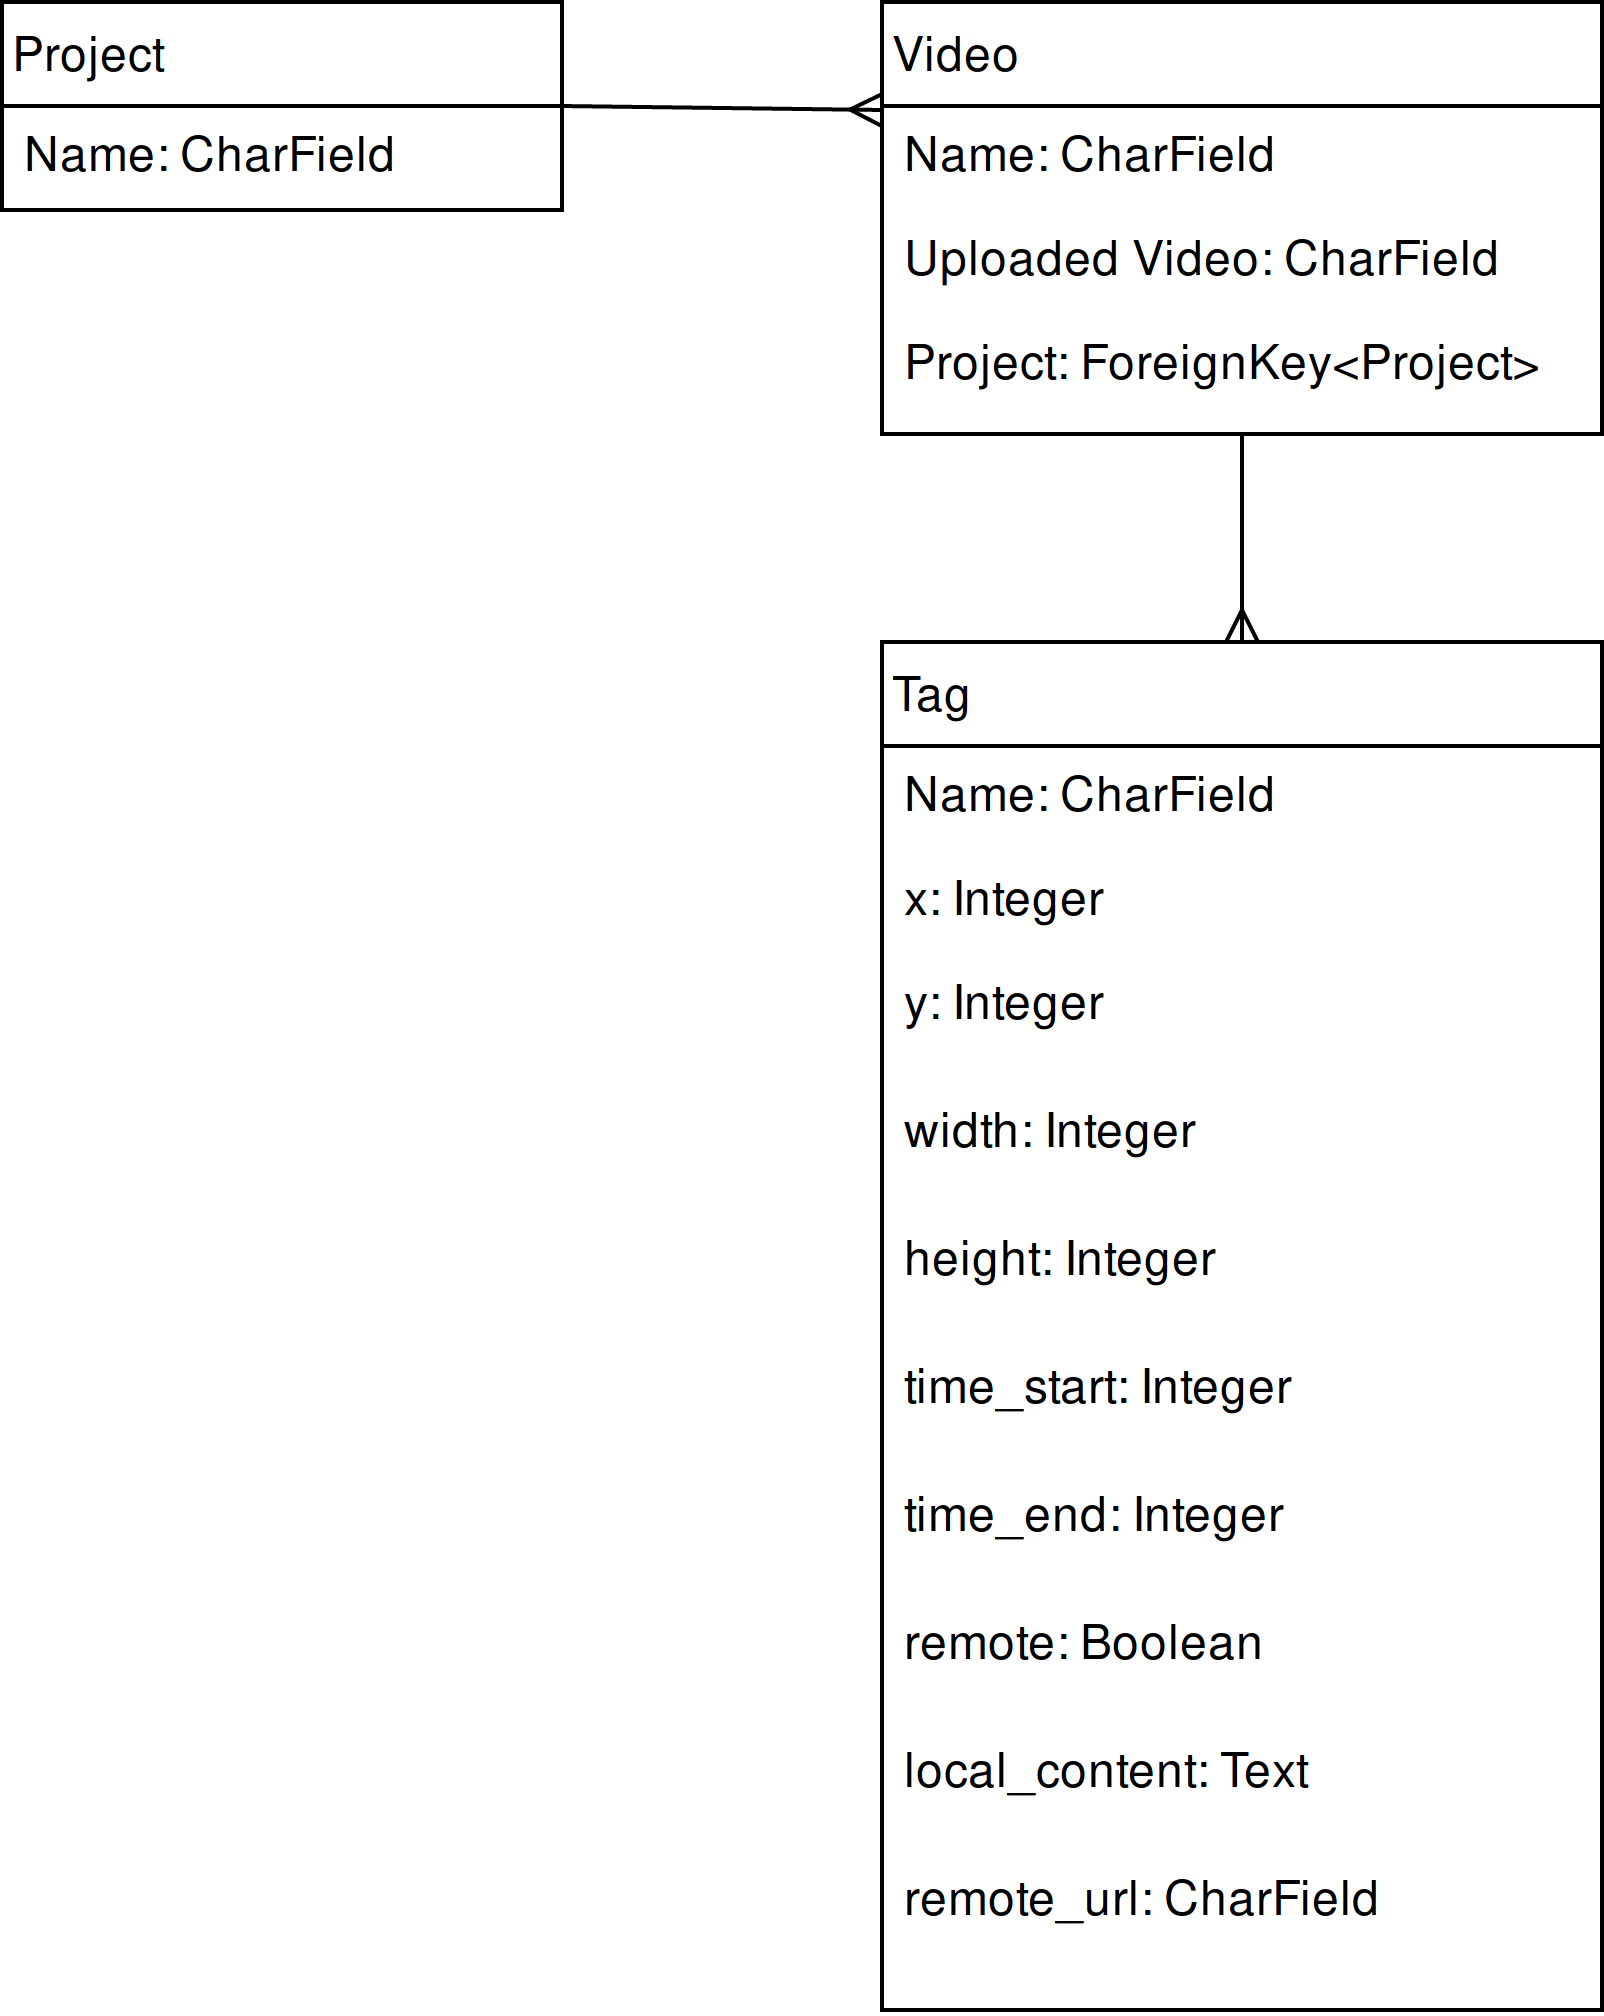 Project
Name: CharField
Video
Name: CharField
Uploaded Video: CharField
Project: ForeignKey<Project>
Tag
Name: CharField
x: Integer
y: Integer
width: Integer
height: Integer
time_start: Integer
time_end: Integer
remote: Boolean
local_content: Text
remote_url: CharField